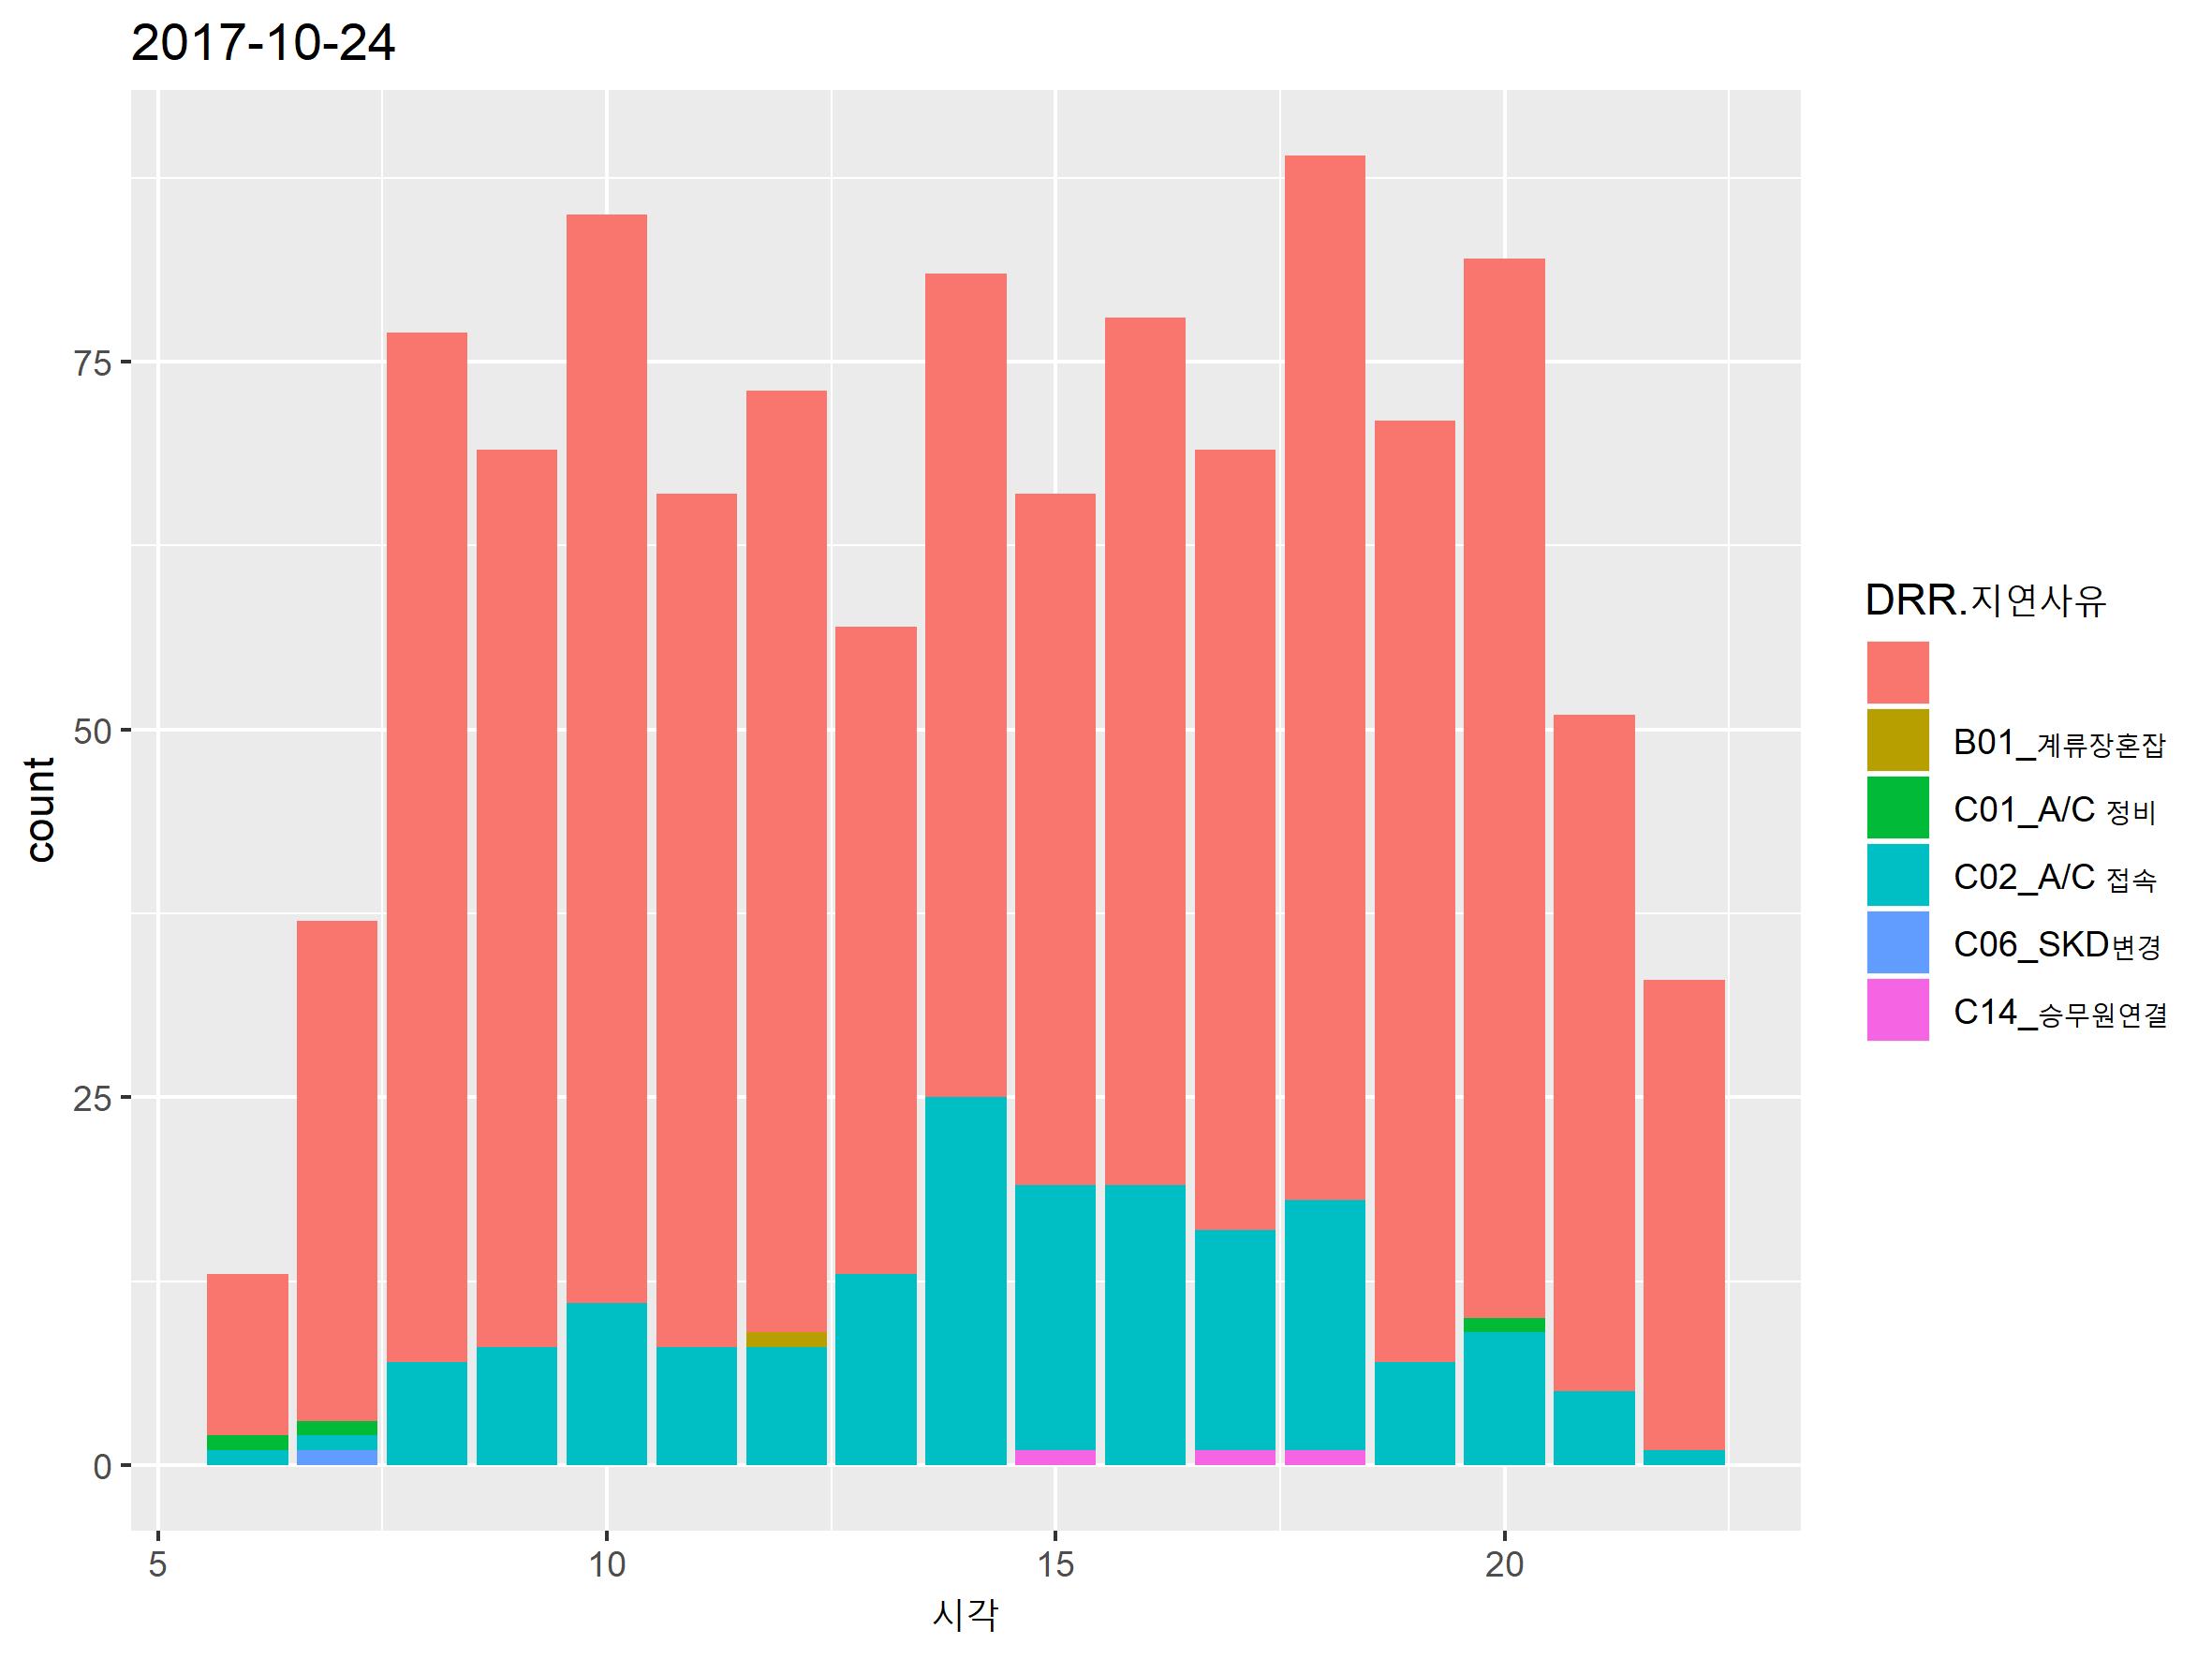 2017-10-24
count
75
50
25
0
5 10 15 20
시각
DRR.지연사유
B01_계류장혼잡
C01_A/C 정비
C02_A/C 접속
C06_SKD변경
C14_승무원연결